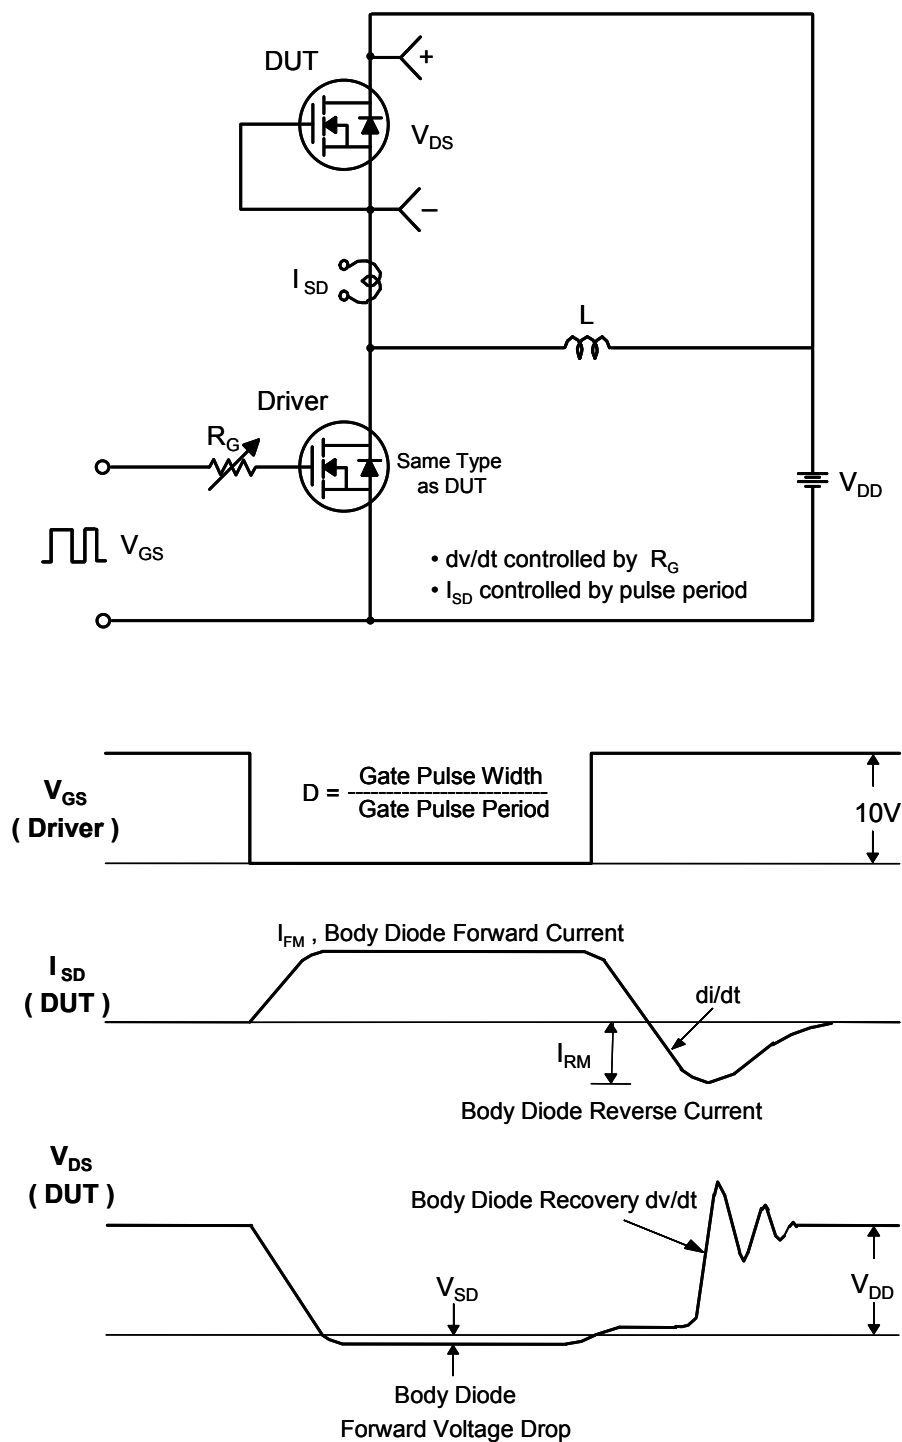 DUT
+
V_DS
–
I_SD
L
Driver
R_G
Same Type
as DUT
V_DD
V_GS
• dv/dt controlled by R_G
• I_SD controlled by pulse period
V_GS
( Driver )
D = Gate Pulse Width
--------------------------
Gate Pulse Period
10V
I_FM , Body Diode Forward Current
I_SD
( DUT )
di/dt
I_RM
Body Diode Reverse Current
V_DS
( DUT )
Body Diode Recovery dv/dt
V_SD
V_DD
Body Diode
Forward Voltage Drop